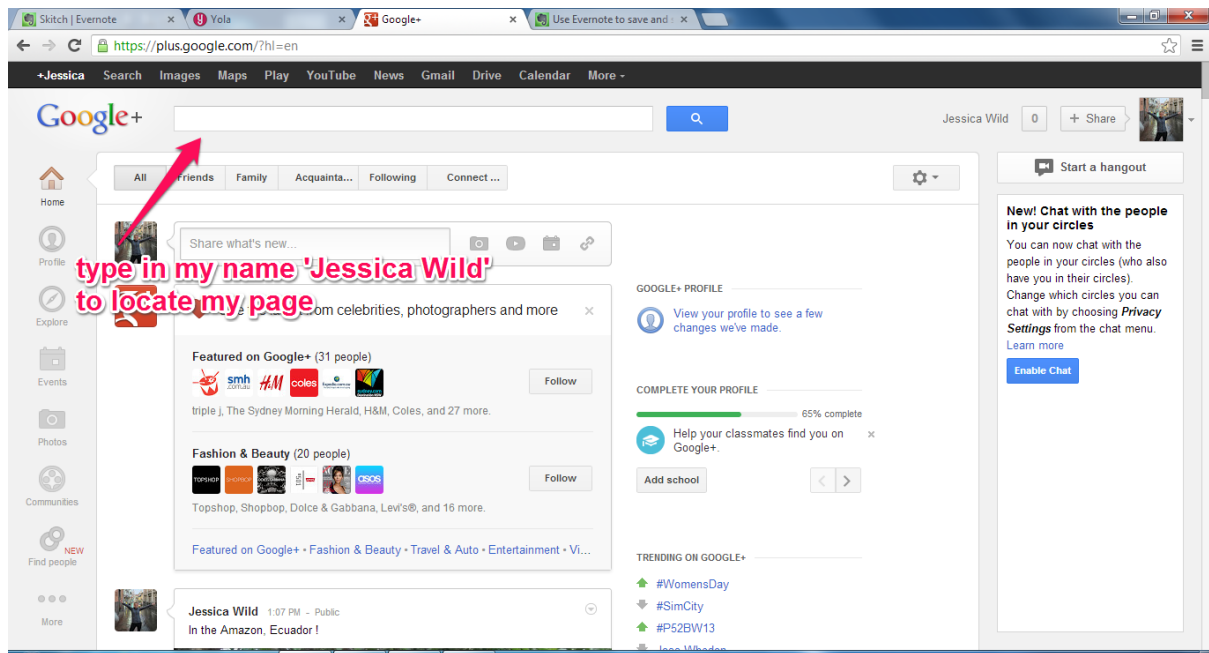 Skitch | Evernote
Yola
Google+
Use Evernote to save and s
https://plus.google.com/?hl=en
+Jessica Search Images Maps Play YouTube News Gmail Drive Calendar More
Google+
Jessica Wild 0 + Share
All Friends Family Acquainta... Following Connect ...
Start a hangout
Home
Profile
Explore
Events
Photos
Communities
NEW
Find people
More
Share what's new...
type in my name 'Jessica Wild'
to locate my page
from celebrities, photographers and more
Featured on Google+ (31 people)
smh
.com.au
H&M
coles
Follow
triple j, The Sydney Morning Herald, H&M, Coles, and 27 more.
Fashion & Beauty (20 people)
TOPSHOP
SHOPBOP
asos
Follow
Topshop, Shopbop, Dolce & Gabbana, Levi's®, and 16 more.
Featured on Google+ • Fashion & Beauty • Travel & Auto • Entertainment • Vi...
Jessica Wild 1:07 PM - Public
In the Amazon, Ecuador !
GOOGLE+ PROFILE
View your profile to see a few
changes we've made.
COMPLETE YOUR PROFILE
65% complete
Help your classmates find you on
Google+.
Add school
TRENDING ON GOOGLE+
#WomensDay
#SimCity
#P52BW13
New! Chat with the people
in your circles
You can now chat with the
people in your circles (who also
have you in their circles).
Change which circles you can
chat with by choosing Privacy
Settings from the chat menu.
Learn more
Enable Chat